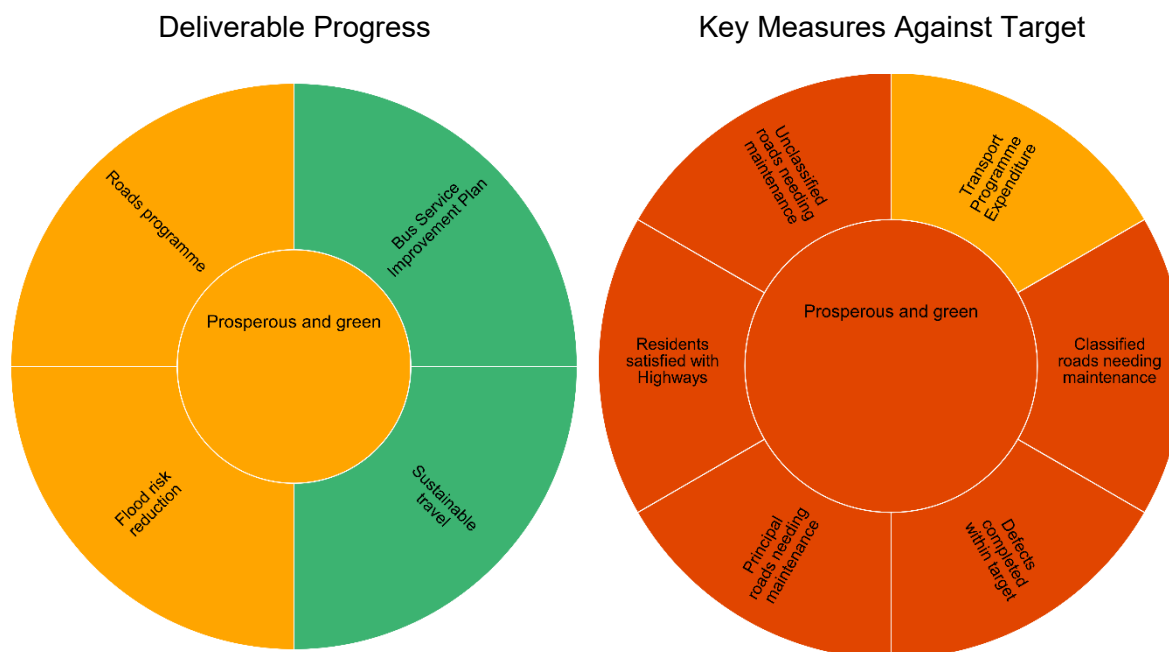 Deliverable Progress
Roads programme
Bus Service
Improvement Plan
Prosperous and green
Flood risk
reduction
Sustainable
travel
Key Measures Against Target
Unclassified
roads needing
maintenance
Transport
Programme
Expenditure
Prosperous and green
Residents
satisfied with
Highways
Classified
roads needing
maintenance
Principal
roads needing
maintenance
Defects
completed
within target